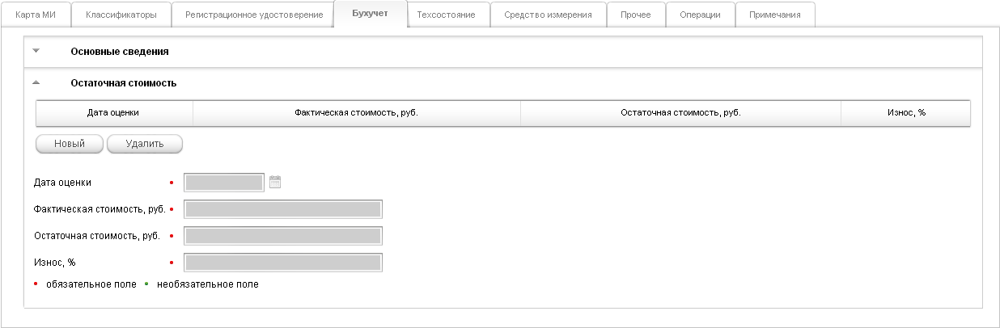 Карта МИ Классификаторы Регистрационное удостоверение Бухучет Техсостояние Средство измерения Прочее Операции Примечания
Основные сведения
Остаточная стоимость
Дата оценки Фактическая стоимость, руб. Остаточная стоимость, руб. Износ, %
Новый Удалить
Дата оценки
Фактическая стоимость, руб.
Остаточная стоимость, руб.
Износ, %
обязательное поле необязательное поле